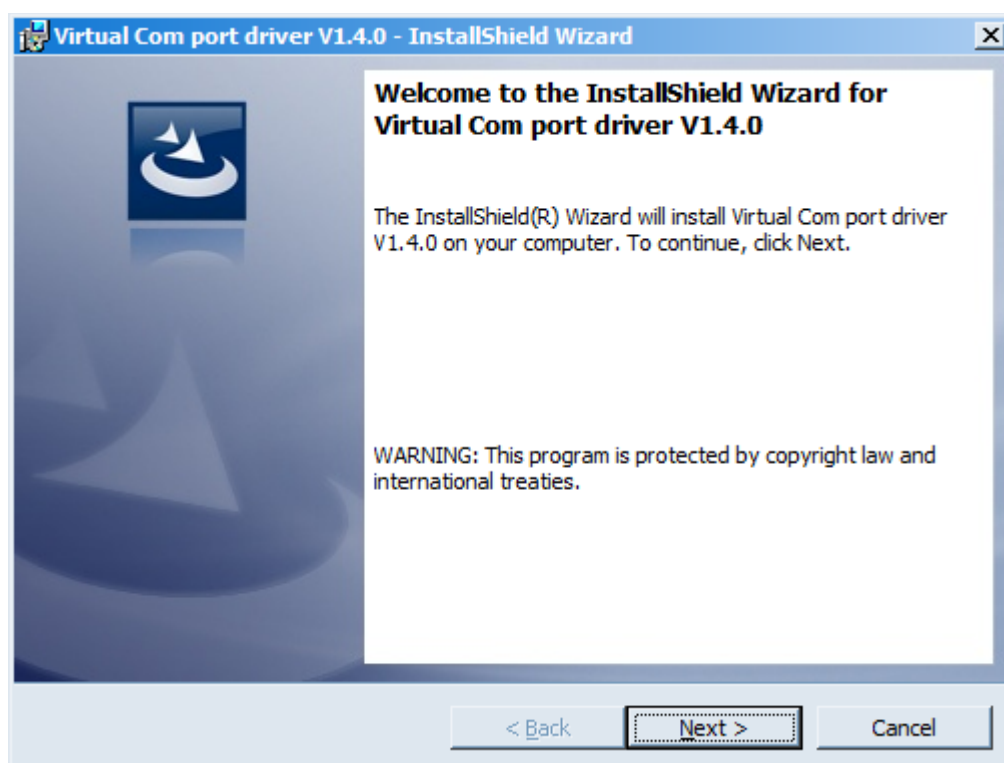 Virtual Com port driver V1.4.0 - InstallShield Wizard
Welcome to the InstallShield Wizard for
Virtual Com port driver V1.4.0
The InstallShield(R) Wizard will install Virtual Com port driver
V1.4.0 on your computer. To continue, click Next.
WARNING: This program is protected by copyright law and
international treaties.
< Back
Next >
Cancel